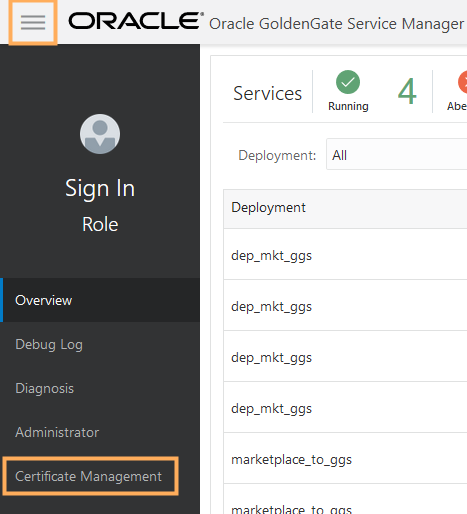 ORACLE® Oracle GoldenGate Service Manager
Sign In
Role
Overview
Debug Log
Diagnosis
Administrator
Certificate Management
Services
Running
4
Abe
Deployment: All
Deployment
dep_mkt_ggs
dep_mkt_ggs
dep_mkt_ggs
dep_mkt_ggs
marketplace_to_ggs
marketplace_to_ggs